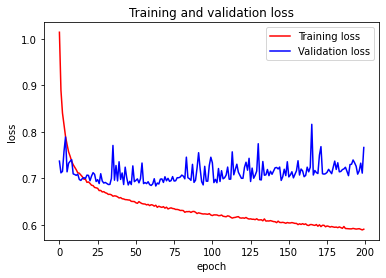 Training and validation loss
Training loss
Validation loss
loss
1.0
0.9
0.8
0.7
0.6
0
25
50
75
100
125
150
175
200
epoch